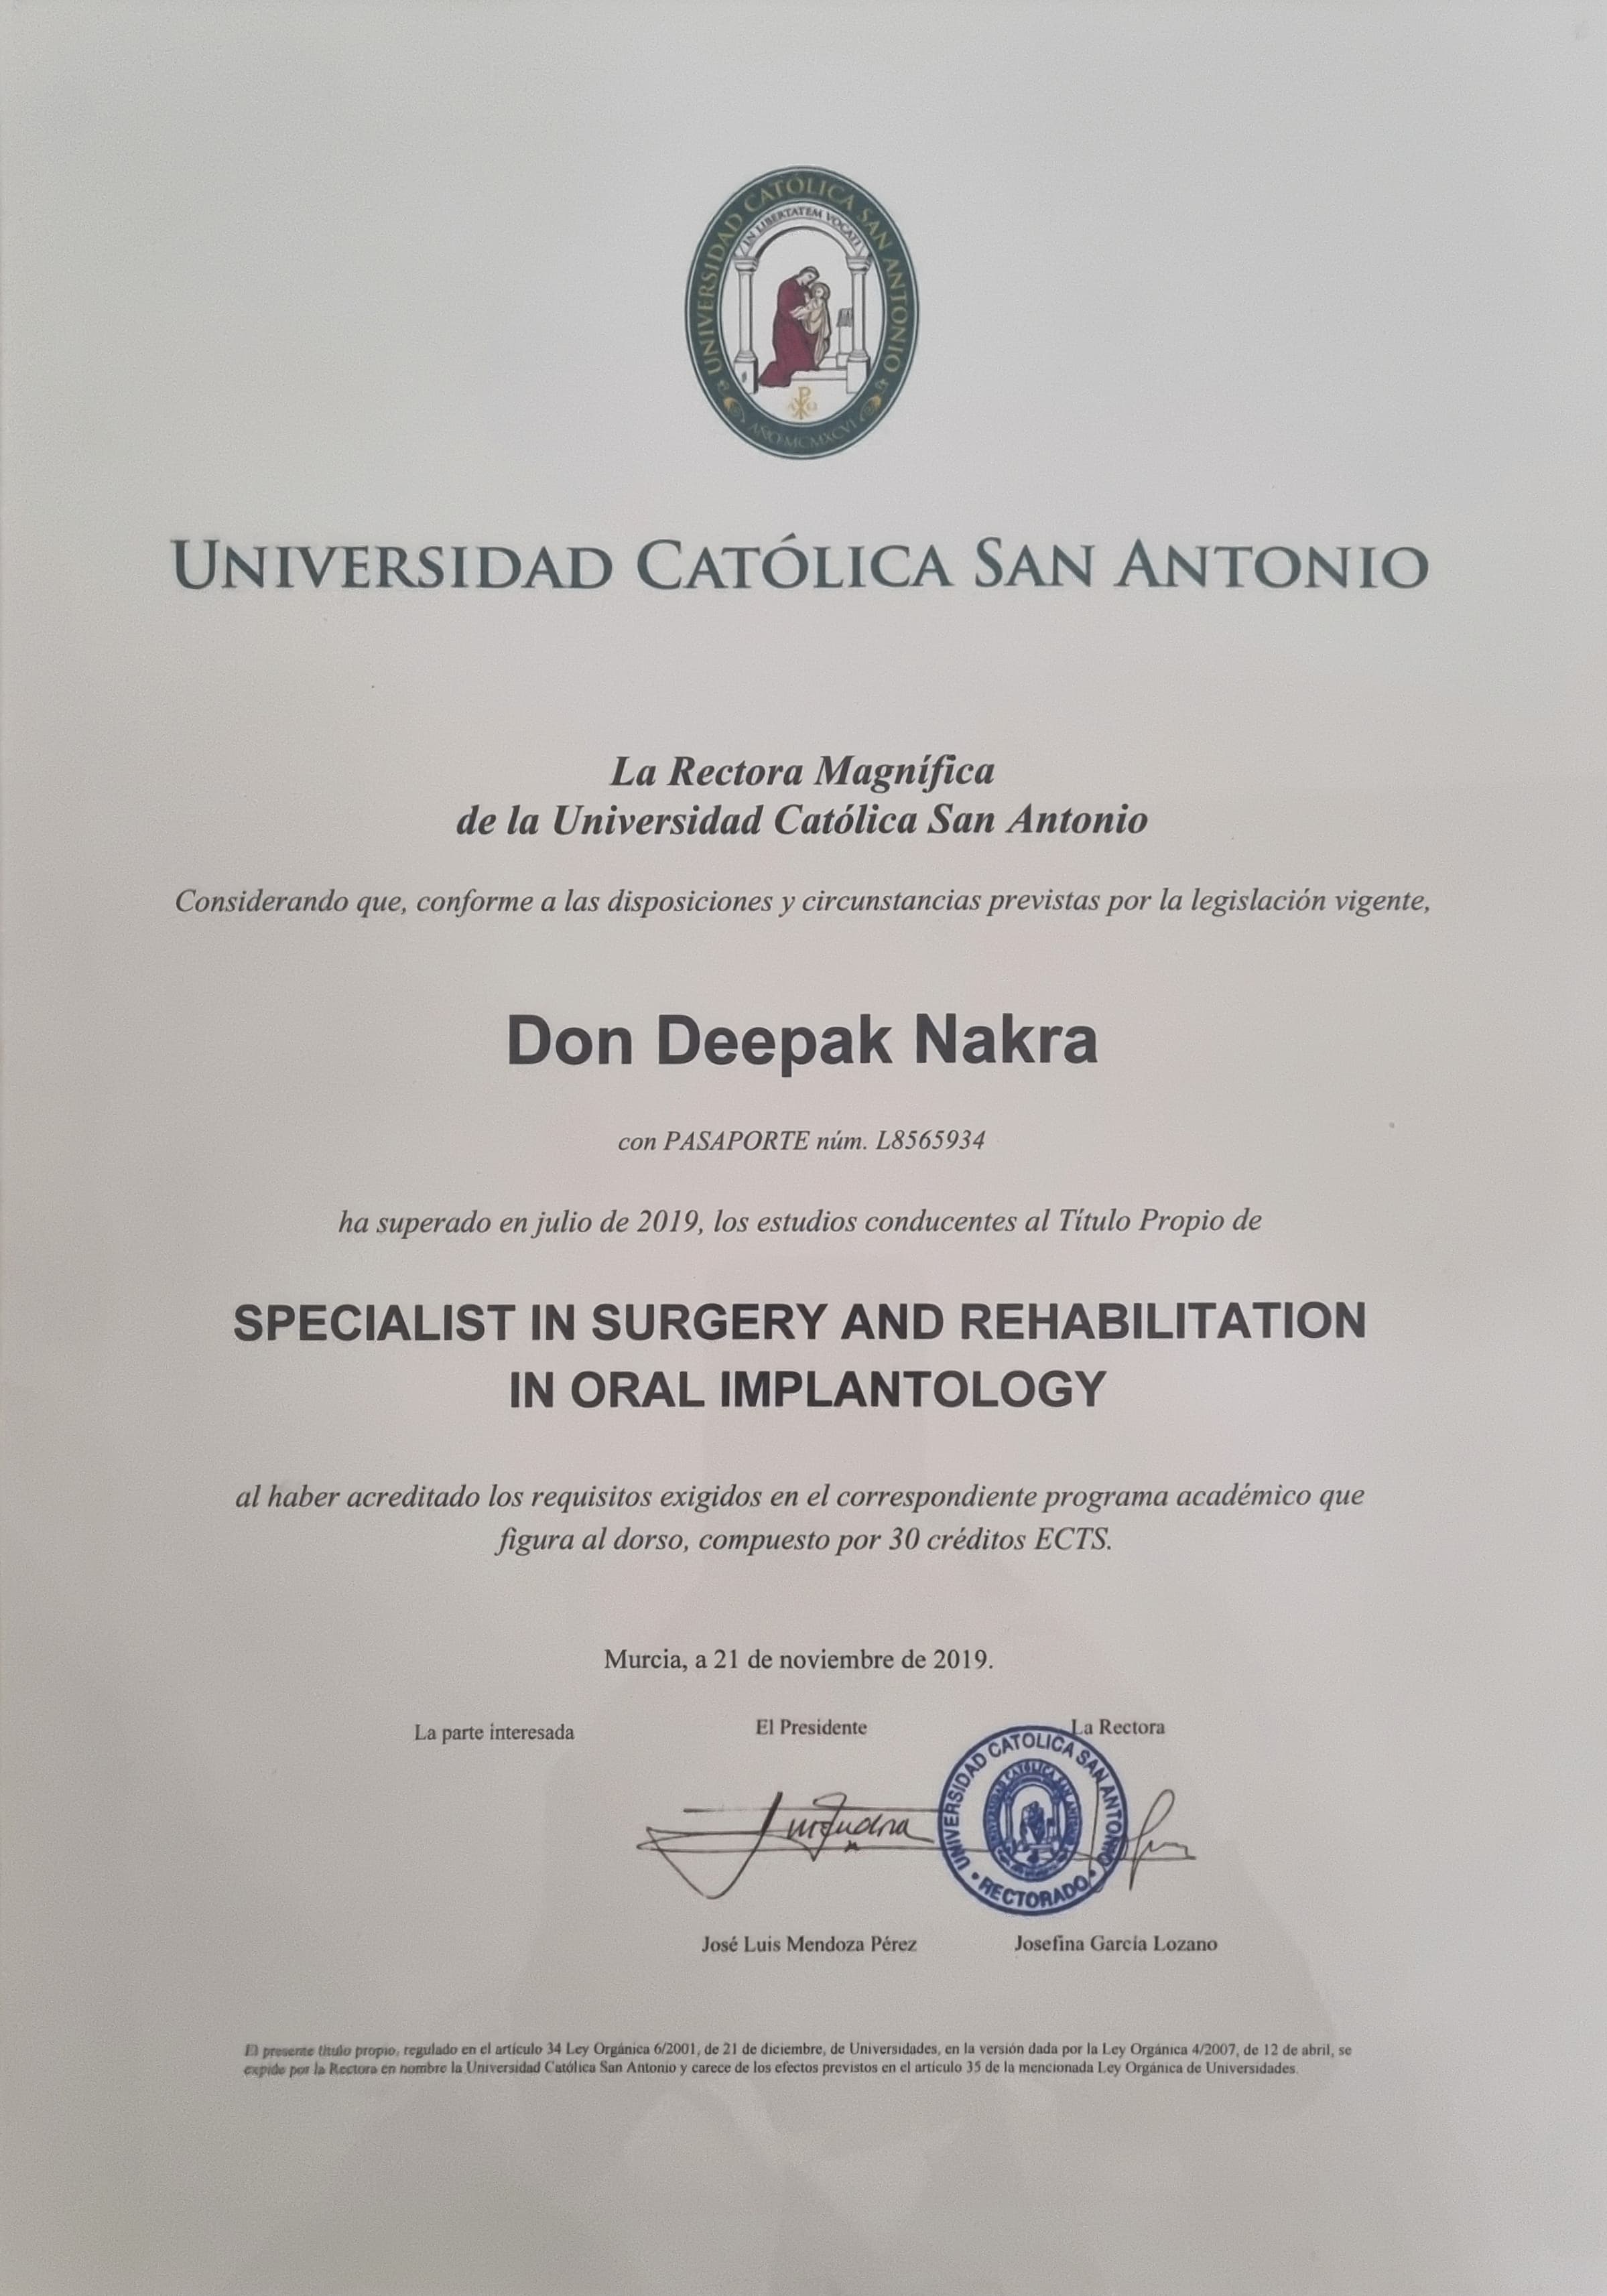 UNIVERSIDAD CATÓLICA SAN ANTONIO
IN LIBERTATEM VOCATI
AÑO MCMXCVI
UNIVERSIDAD CATÓLICA SAN ANTONIO
La Rectora Magnífica
de la Universidad Católica San Antonio
Considerando que, conforme a las disposiciones y circunstancias previstas por la legislación vigente,
Don Deepak Nakra
con PASAPORTE núm. L8565934
ha superado en julio de 2019, los estudios conducentes al Título Propio de
SPECIALIST IN SURGERY AND REHABILITATION
IN ORAL IMPLANTOLOGY
al haber acreditado los requisitos exigidos en el correspondiente programa académico que
figura al dorso, compuesto por 30 créditos ECTS.
Murcia, a 21 de noviembre de 2019.
La parte interesada
El Presidente
La Rectora
UNIVERSIDAD CATOLICA SAN ANTONIO
RECTORADO
José Luis Mendoza Pérez
Josefina García Lozano
El presente título propio, regulado en el artículo 34 Ley Orgánica 6/2001, de 21 de diciembre, de Universidades, en la versión dada por la Ley Orgánica 4/2007, de 12 de abril, se
expide por la Rectora en nombre la Universidad Católica San Antonio y carece de los efectos previstos en el artículo 35 de la mencionada Ley Orgánica de Universidades.